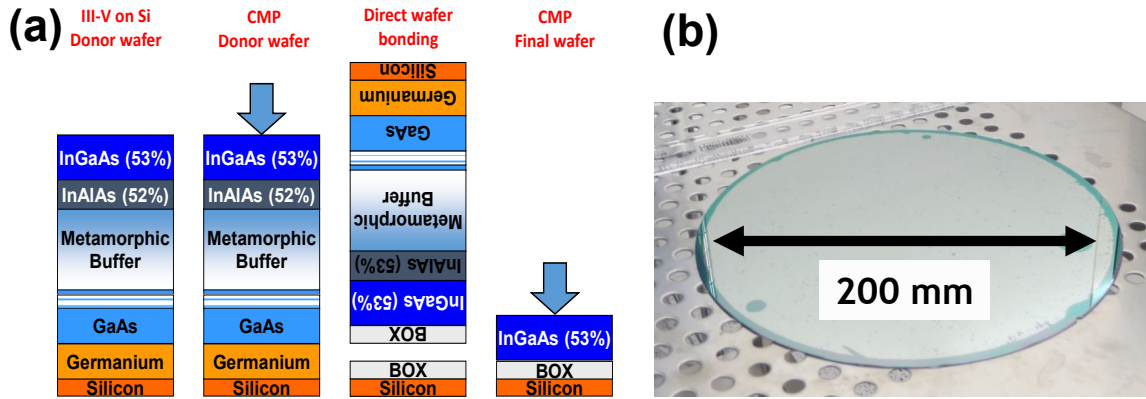 (a)
III-V on Si
Donor wafer
InGaAs (53%)
InAlAs (52%)
Metamorphic
Buffer
GaAs
Germanium
Silicon
CMP
Donor wafer
InGaAs (53%)
InAlAs (52%)
Metamorphic
Buffer
GaAs
Germanium
Silicon
Direct wafer
bonding
Silicon
Germanium
GaAs
Metamorphic
Buffer
InAlAs (53%)
InGaAs (53%)
BOX
BOX
Silicon
CMP
Final wafer
InGaAs (53%)
BOX
Silicon
(b)
200 mm